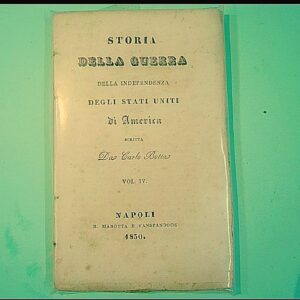 STORIA
DELLA GUERRA
DELLA INDEPENDENZA
DEGLI STATI UNITI
di America
SCRITTA
Da Carlo Botta
VOL. IV.
NAPOLI
R. MAROTTA E VANSPANDOCH
1830.